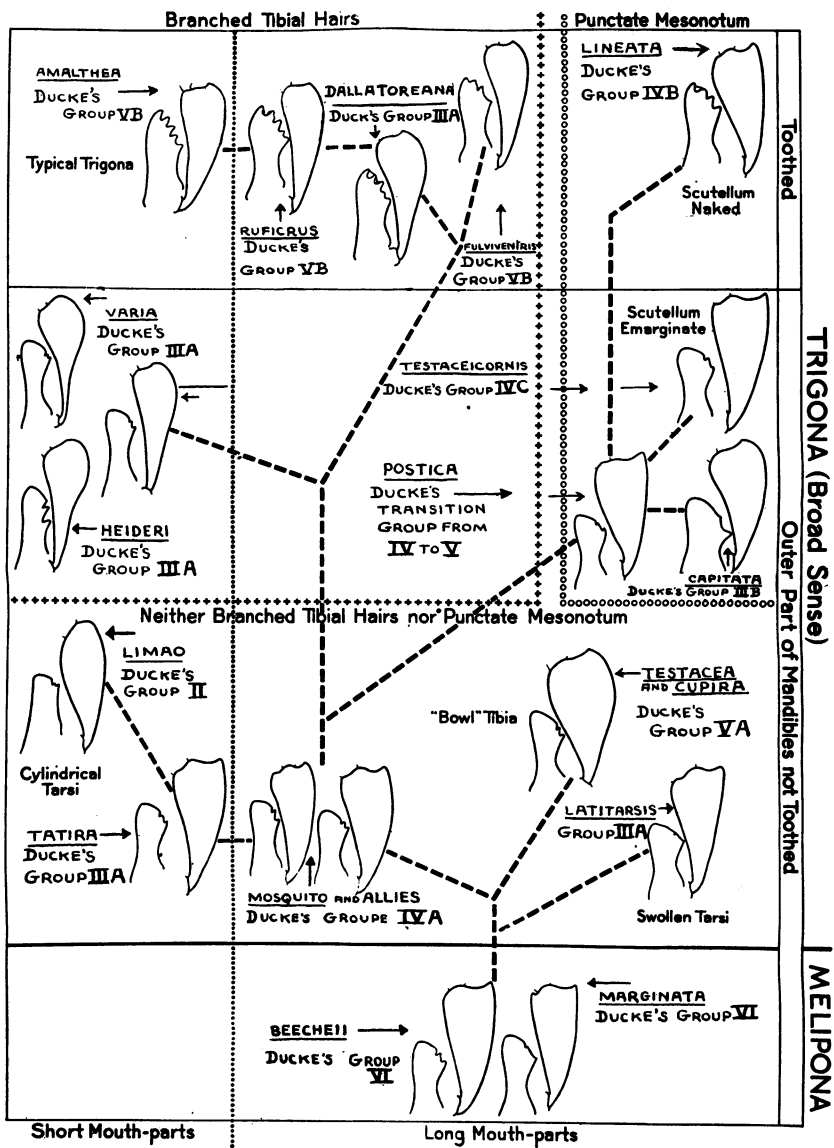 Branched Tibial Hairs
Punctate Mesonotum
AMALTHEA
DUCKE'S
GROUP VB
Typical Trigona
RUFICRUS
DUCKE'S
GROUP VB
DALLATOREANA
DUCK'S GROUP IIIA
FULVIVENTRIS
DUCKE'S
GROUP VB
LINEATA
DUCKE'S
GROUP IVB
Scutellum
Naked
Toothed
VARIA
DUCKE'S
GROUP IIIA
HEIDERI
DUCKE'S
GROUP IIIA
TESTACEICORNIS
DUCKE'S GROUP IVC
POSTICA
DUCKE'S
TRANSITION
GROUP FROM
IV TO V
Scutellum
Emarginate
CAPITATA
DUCKE'S GROUP IIIB
Neither Branched Tibial Hairs nor Punctate Mesonotum
LIMAO
DUCKE'S
GROUP II
Cylindrical
Tarsi
TATIRA
DUCKE'S
GROUP IIIA
MOSQUITO AND ALLIES
DUCKE'S GROUPE IVA
"Bowl" Tibia
TESTACEA
AND CUPIRA
DUCKE'S
GROUP VA
LATITARSIS
GROUP IIIA
Swollen Tarsi
Outer Part of Mandibles not Toothed
TRIGONA (Broad Sense)
BEECHEII
DUCKE'S GROUP
VI
MARGINATA
DUCKE'S GROUP VI
MELIPONA
Short Mouth-parts
Long Mouth-parts